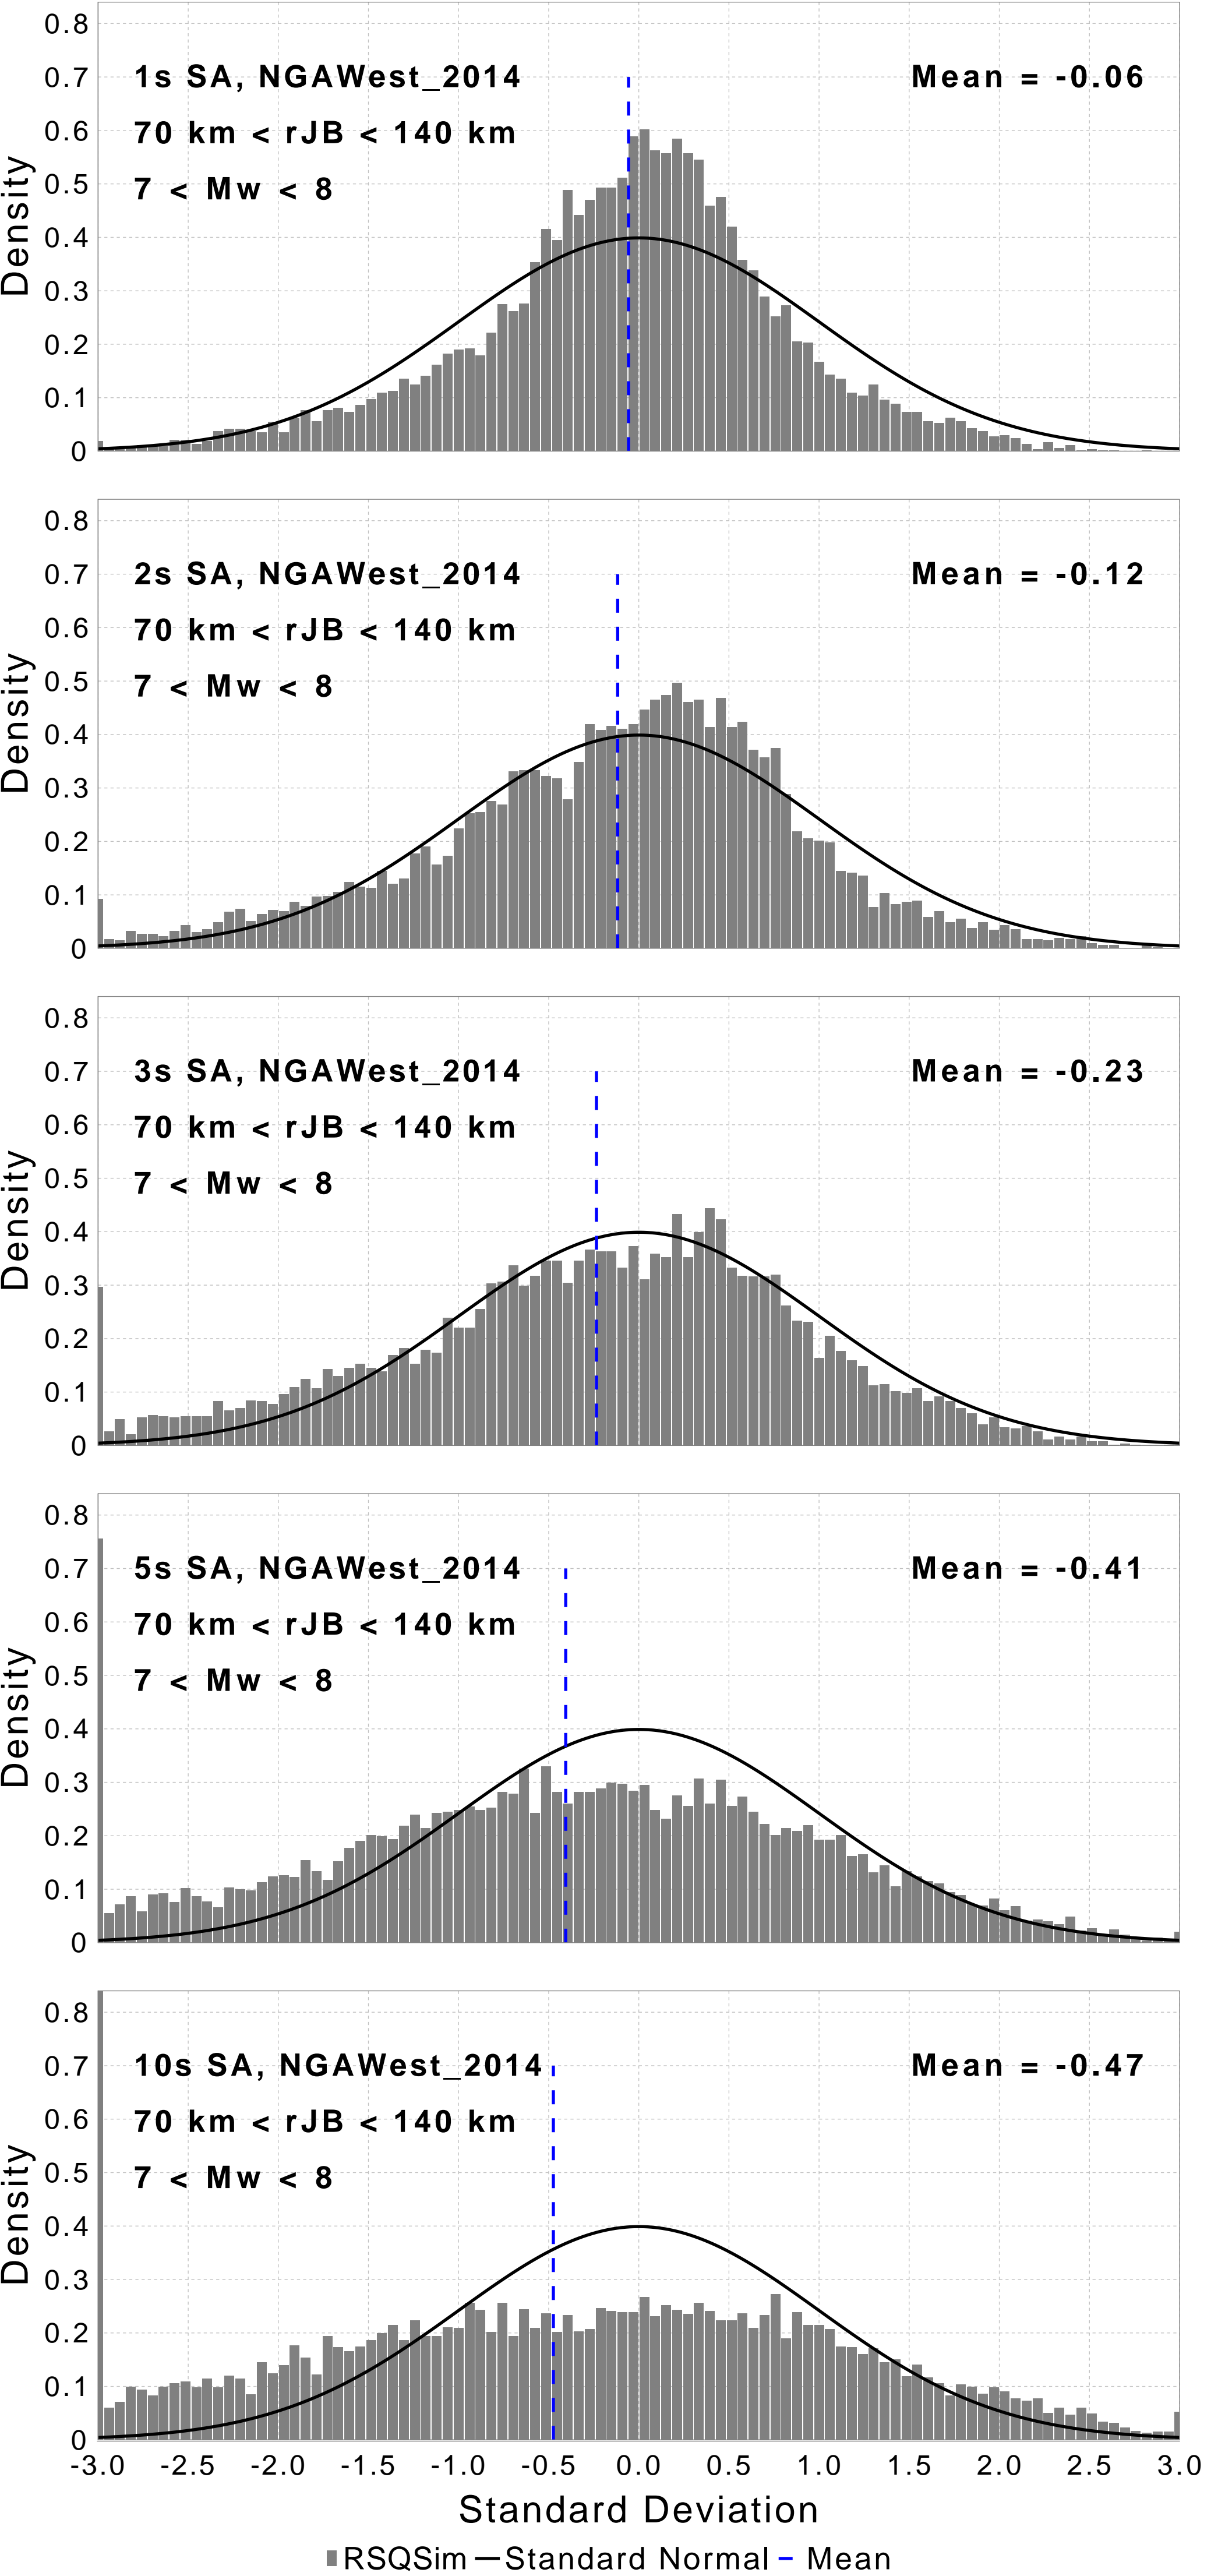 0.8
1s SA, NGAWest_2014 Mean = -0.06
0.7
70 km < rJB < 140 km
0.6
7 < Mw < 8
0.5
0.4
0.3
0.2
0.1
0
Density
0.8
2s SA, NGAWest_2014 Mean = -0.12
0.7
70 km < rJB < 140 km
0.6
7 < Mw < 8
0.5
0.4
0.3
0.2
0.1
0
Density
0.8
3s SA, NGAWest_2014 Mean = -0.23
0.7
70 km < rJB < 140 km
0.6
7 < Mw < 8
0.5
0.4
0.3
0.2
0.1
0
Density
0.8
5s SA, NGAWest_2014 Mean = -0.41
0.7
70 km < rJB < 140 km
0.6
7 < Mw < 8
0.5
0.4
0.3
0.2
0.1
0
Density
0.8
10s SA, NGAWest_2014 Mean = -0.47
0.7
70 km < rJB < 140 km
0.6
7 < Mw < 8
0.5
0.4
0.3
0.2
0.1
0
Density
-3.0 -2.5 -2.0 -1.5 -1.0 -0.5 0.0 0.5 1.0 1.5 2.0 2.5 3.0
Standard Deviation
RSQSim Standard Normal Mean